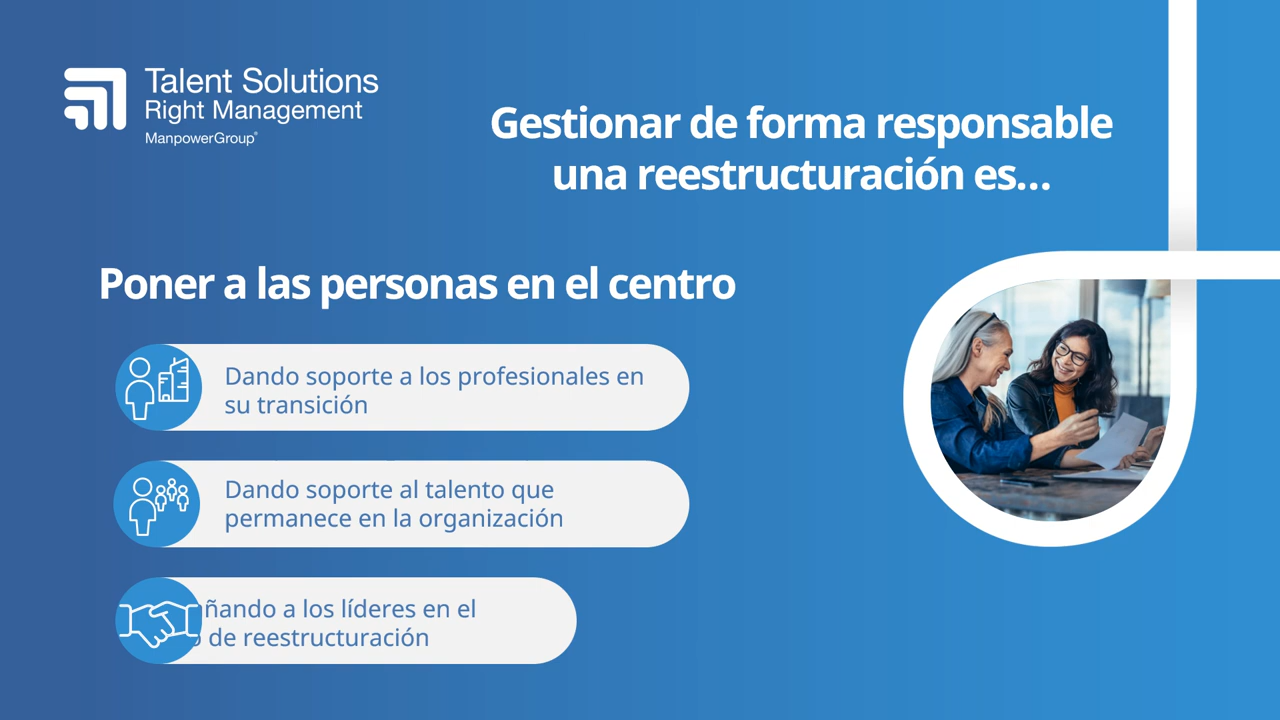 Talent Solutions
Right Management
ManpowerGroup®
Gestionar de forma responsable
una reestructuración es...
Poner a las personas en el centro
Dando soporte a los profesionales en
su transición
Dando soporte al talento que
permanece en la organización
ñando a los líderes en el
de reestructuración